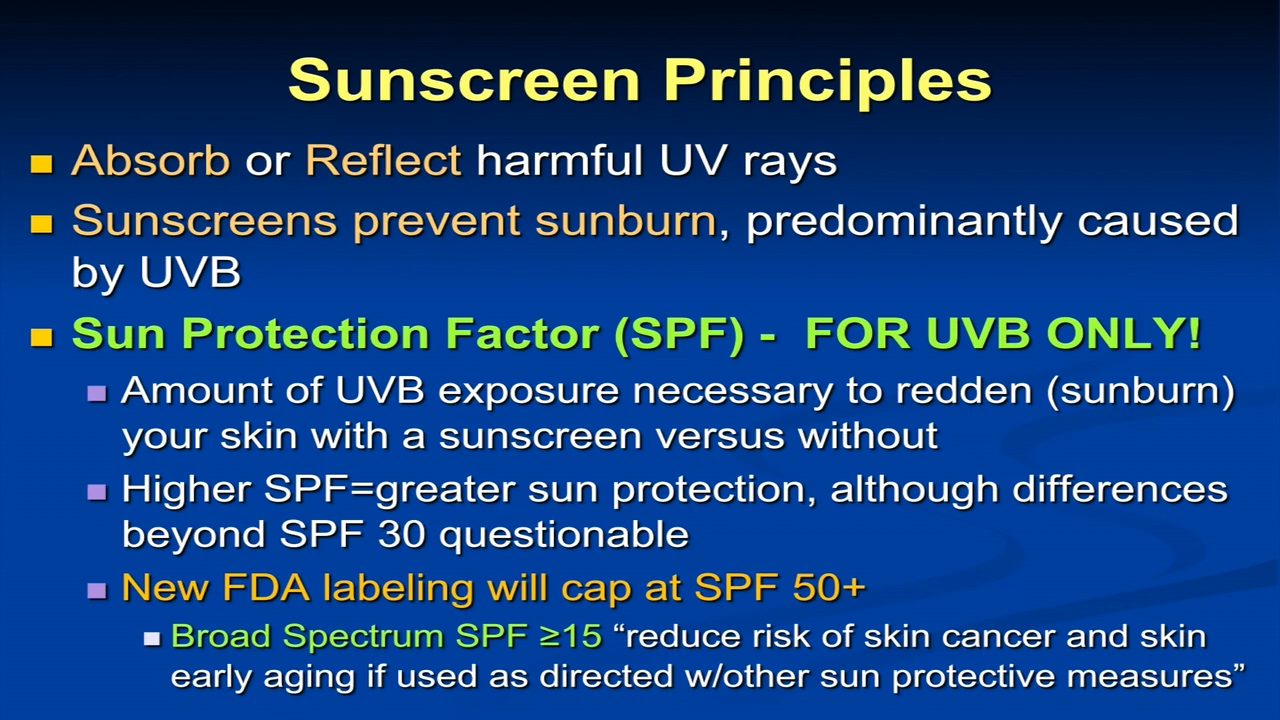 Sunscreen Principles
Absorb or Reflect harmful UV rays
Sunscreens prevent sunburn, predominantly caused
by UVB
Sun Protection Factor (SPF) - FOR UVB ONLY!
Amount of UVB exposure necessary to redden (sunburn)
your skin with a sunscreen versus without
Higher SPF=greater sun protection, although differences
beyond SPF 30 questionable
New FDA labeling will cap at SPF 50+
Broad Spectrum SPF ≥15 “reduce risk of skin cancer and skin
early aging if used as directed w/other sun protective measures”